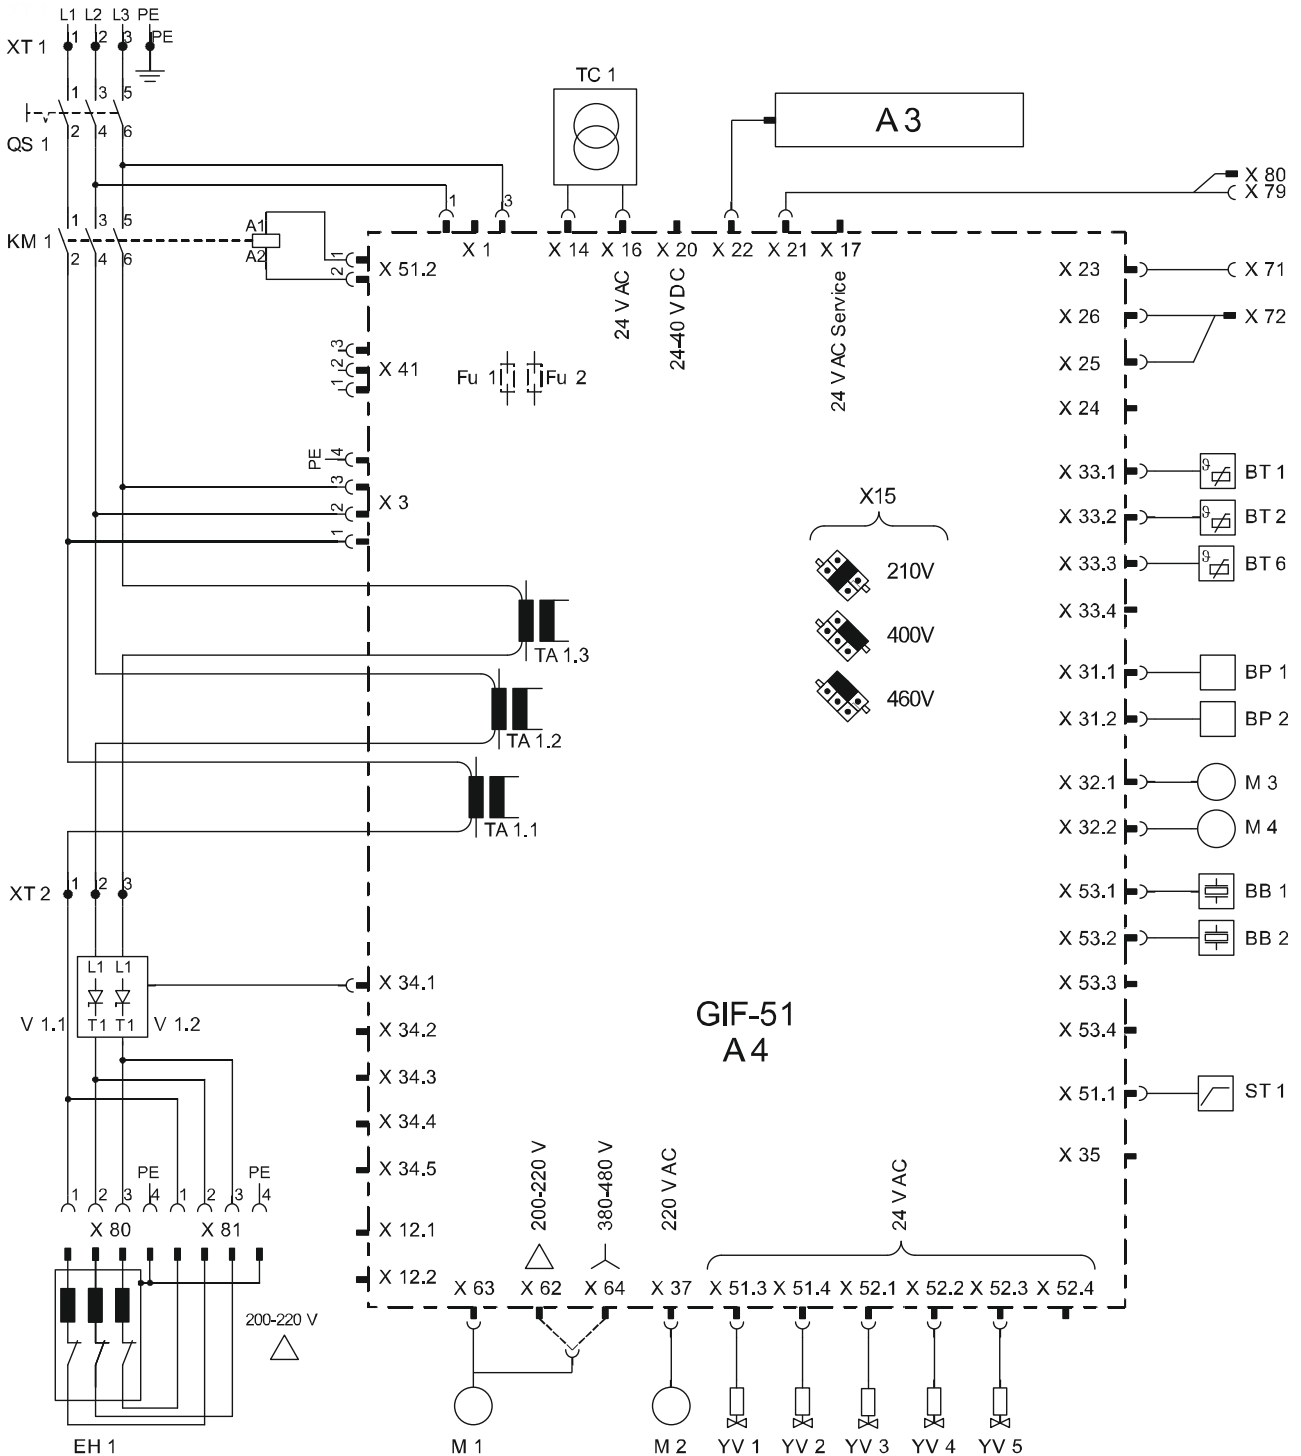 L1 L2 L3 PE
XT 1 1 2 3 PE
TC 1
A 3
1 3 5
QS 1 2 4 6
1 3
X 80
X 79
1 3 5
KM 1 2 4 6
A1
A2
1
2
X 51.2
X 1 X 14 X 16 X 20 X 22 X 21 X 17
24 V AC
24-40 V DC
24 V AC Service
X 23 X 71
X 26 X 72
X 25
X 24
3
2
1
X 41
Fu 1 Fu 2
PE 4
3
2
1
X 3
X15
210V
400V
460V
X 33.1 BT 1
X 33.2 BT 2
X 33.3 BT 6
X 33.4
TA 1.3
TA 1.2
TA 1.1
X 31.1 BP 1
X 31.2 BP 2
X 32.1 M 3
X 32.2 M 4
XT 2 1 2 3
X 53.1 BB 1
X 53.2 BB 2
X 53.3
X 53.4
L1 L1
V 1.1 T1 T1 V 1.2
X 34.1
X 34.2
X 34.3
X 34.4
X 34.5
GIF-51
A 4
X 51.1 ST 1
X 35
PE PE
1 2 3 4 1 2 3 4
X 80 X 81
X 12.1
X 12.2
200-220 V
380-480 V
220 V AC
24 V AC
X 63 X 62 X 64 X 37 X 51.3 X 51.4 X 52.1 X 52.2 X 52.3 X 52.4
200-220 V
EH 1 M 1 M 2 YV 1 YV 2 YV 3 YV 4 YV 5